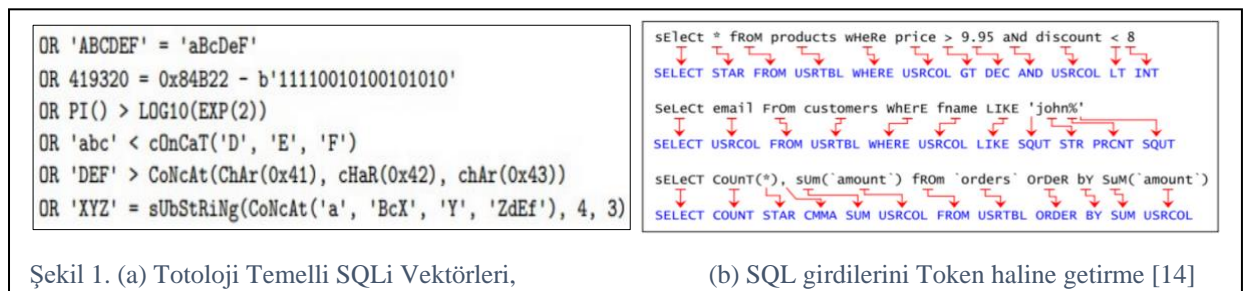 OR 'ABCDEF' = 'aBcDeF'
OR 419320 = 0x84B22 - b'11110010100101010'
OR PI() > LOG10(EXP(2))
OR 'abc' < cOnCaT('D', 'E', 'F')
OR 'DEF' > CoNcAt(ChAr(0x41), cHaR(0x42), chAr(0x43))
OR 'XYZ' = sUbStRiNg(CoNcAt('a', 'BcX', 'Y', 'ZdEf'), 4, 3)
sElEcT * fRoM products wHeRe price > 9.95 aNd discount < 8
SELECT STAR FROM USRTBL WHERE USRCOL GT DEC AND USRCOL LT INT
SeLeCT email FrOm customers whErE fname LIKE 'john%'
SELECT USRCOL FROM USRTBL WHERE USRCOL LIKE SQUT STR PRCNT SQUT
sELeCT CoUnT(*), sUm(`amount`) fROm `orders` OrDeR bY SuM(`amount`)
SELECT COUNT STAR CMMA SUM USRCOL FROM USRTBL ORDER BY SUM USRCOL
Şekil 1. (a) Totoloji Temelli SQLi Vektörleri, (b) SQL girdilerini Token haline getirme [14]